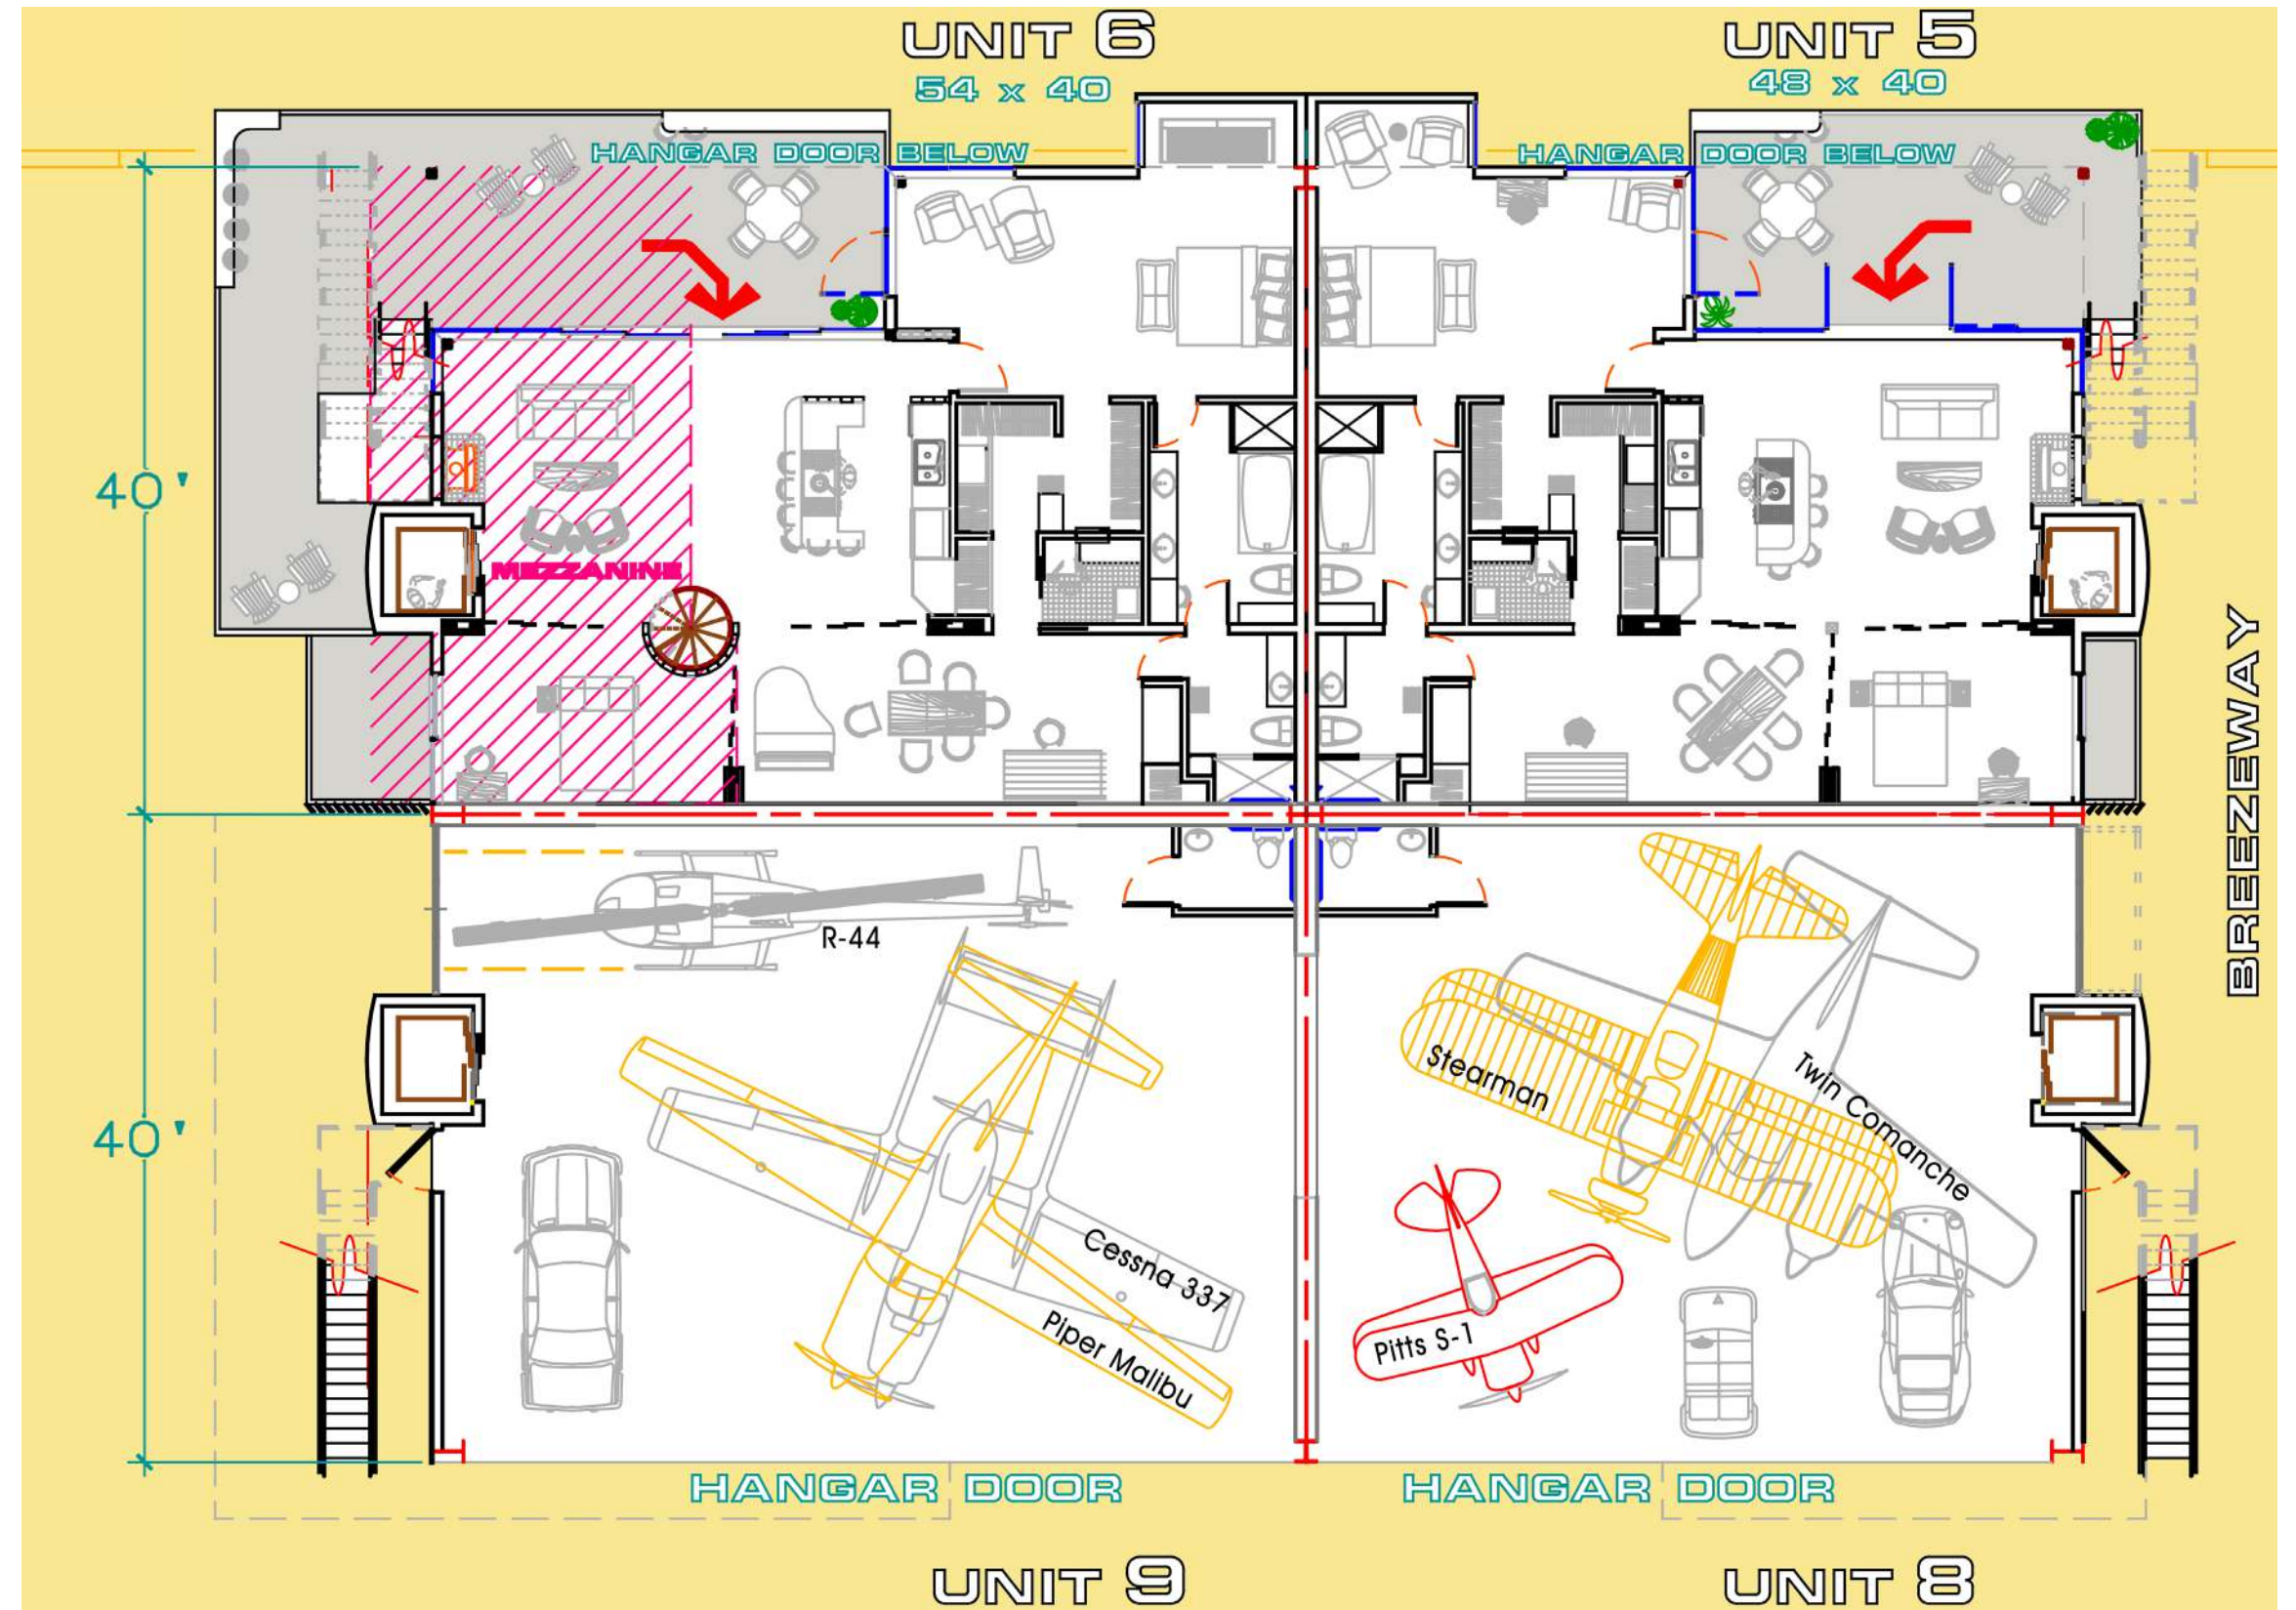 UNIT 6
54 x 40
UNIT 5
48 x 40
HANGAR DOOR BELOW
HANGAR DOOR BELOW
40'
MEZZANINE
BREEZEWAY
R-44
40'
Stearman
Twin Comanche
Cessna 337
Piper Malibu
Pitts S-1
HANGAR DOOR
HANGAR DOOR
UNIT 9
UNIT 8